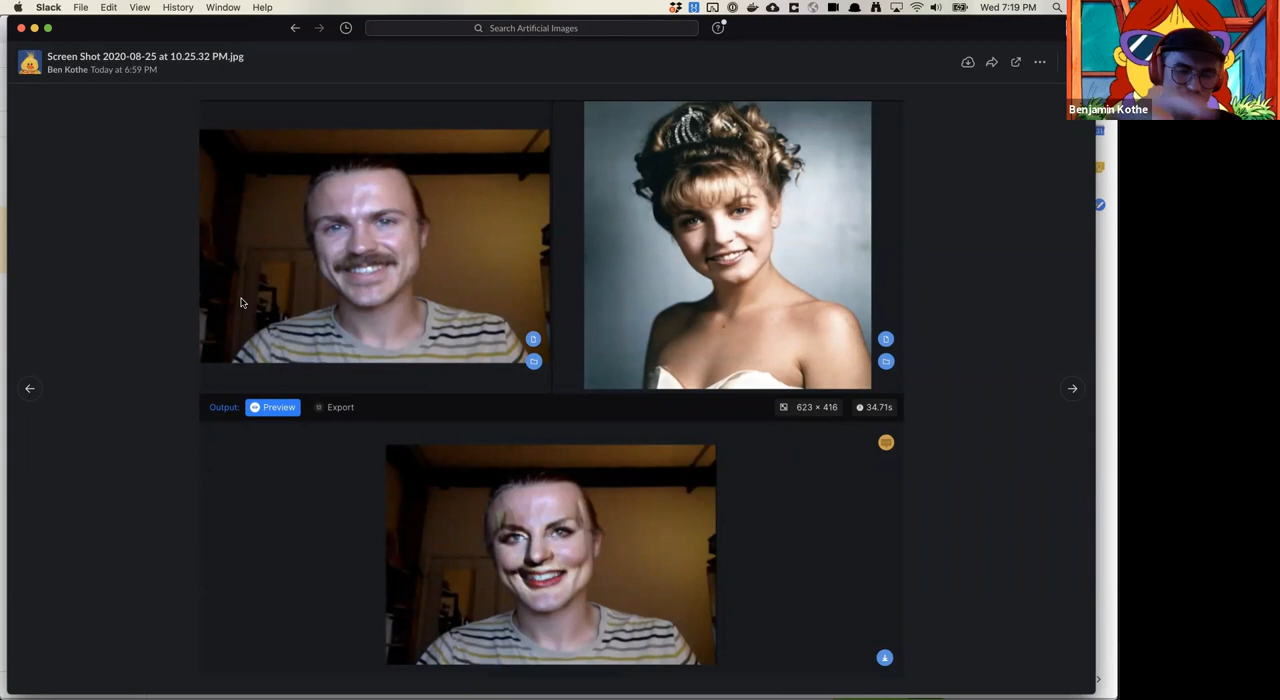 Slack File Edit View History Window Help Wed 7:19 PM
Search Artificial Images
Screen Shot 2020-08-25 at 10.25.32 PM.jpg
Ben Kothe Today at 6:59 PM
Benjamin Kothe
Output: Preview Export 623 × 416 34.71s